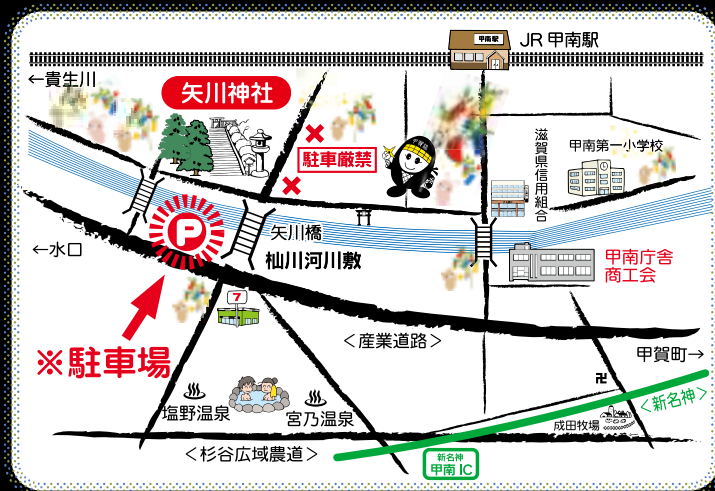 甲南駅
JR 甲南駅
←貴生川
矢川神社
駐車厳禁
滋賀県信用組合
甲南第一小学校
P
矢川橋
杣川河川敷
←水口
甲南庁舎
商工会
7
※駐車場
＜産業道路＞
甲賀町→
卍
塩野温泉
宮乃温泉
＜新名神＞
成田牧場
＜杉谷広域農道＞
新名神
甲南 IC